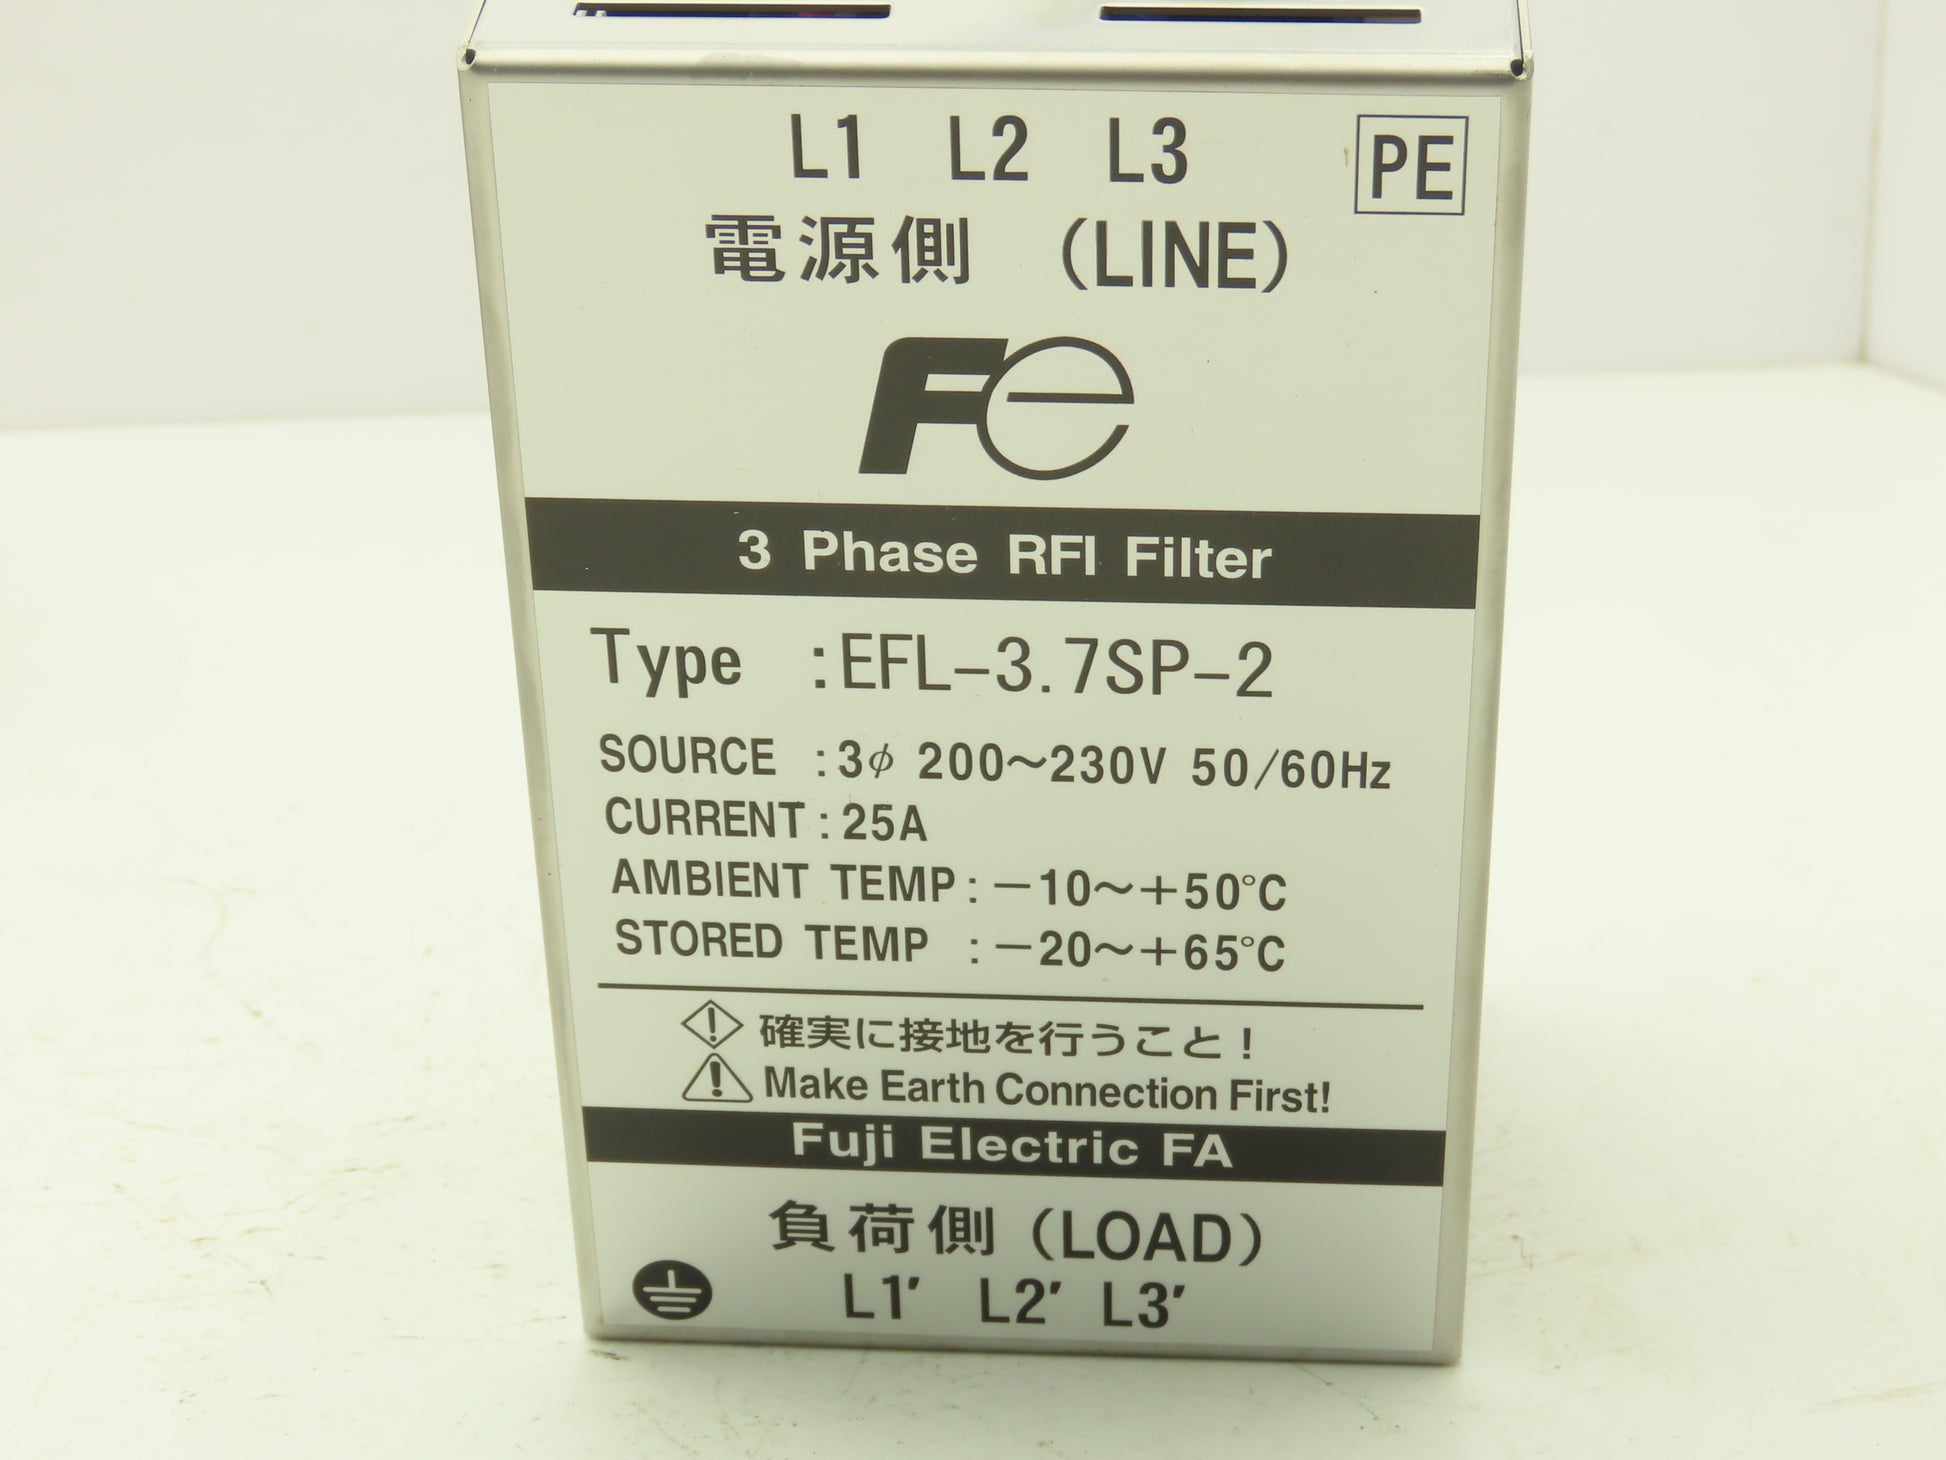 L1 L2 L3
PE
電源側 (LINE)
Fe
3 Phase RFI Filter
Type :EFL-3.7SP-2
SOURCE :3φ 200～230V 50/60Hz
CURRENT:25A
AMBIENT TEMP:－10～＋50℃
STORED TEMP :－20～＋65℃
確実に接地を行うこと！
Make Earth Connection First!
Fuji Electric FA
負荷側 (LOAD)
L1′ L2′ L3′